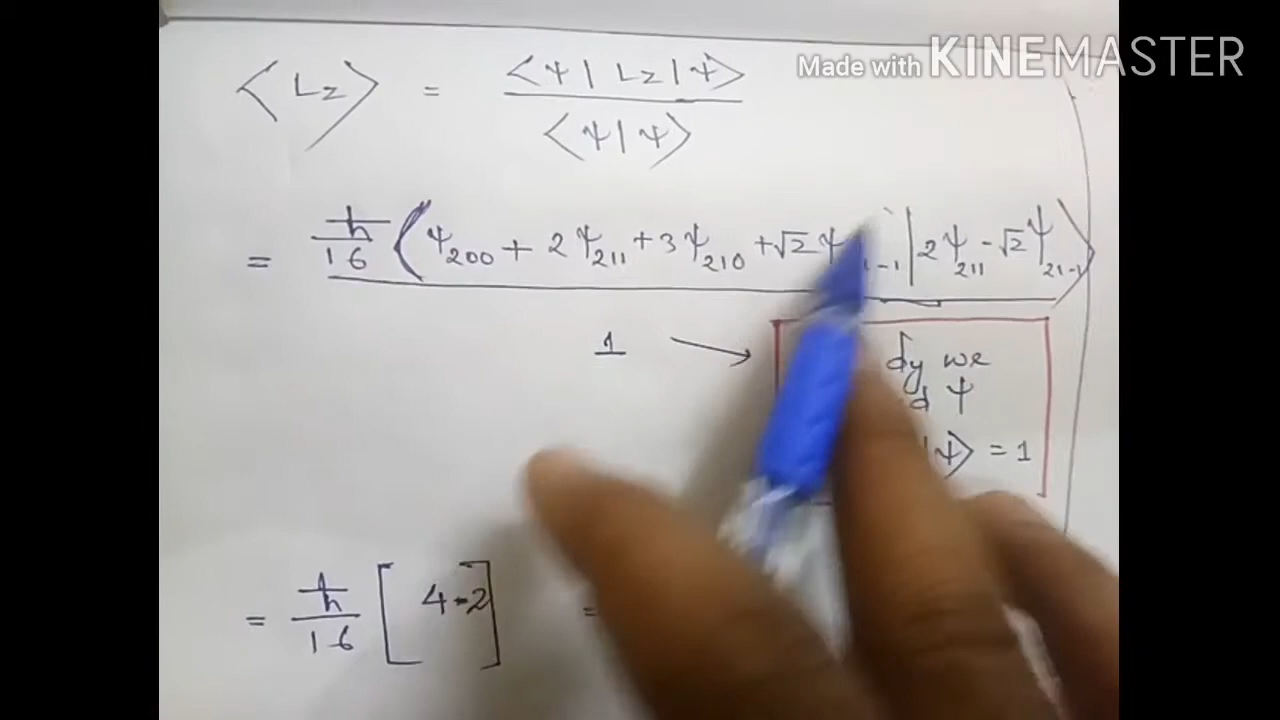 Made with KINEMASTER
⟨Lz⟩ = ⟨ψ| Lz |ψ⟩
⟨ψ|ψ⟩
= ħ/16 ⟨ψ200 + 2ψ211 + 3ψ210 + √2ψ -1 | 2ψ211 - √2ψ21-1⟩
1 → dy we
ψ
|ψ⟩ = 1
= ħ/16 [4-2] =